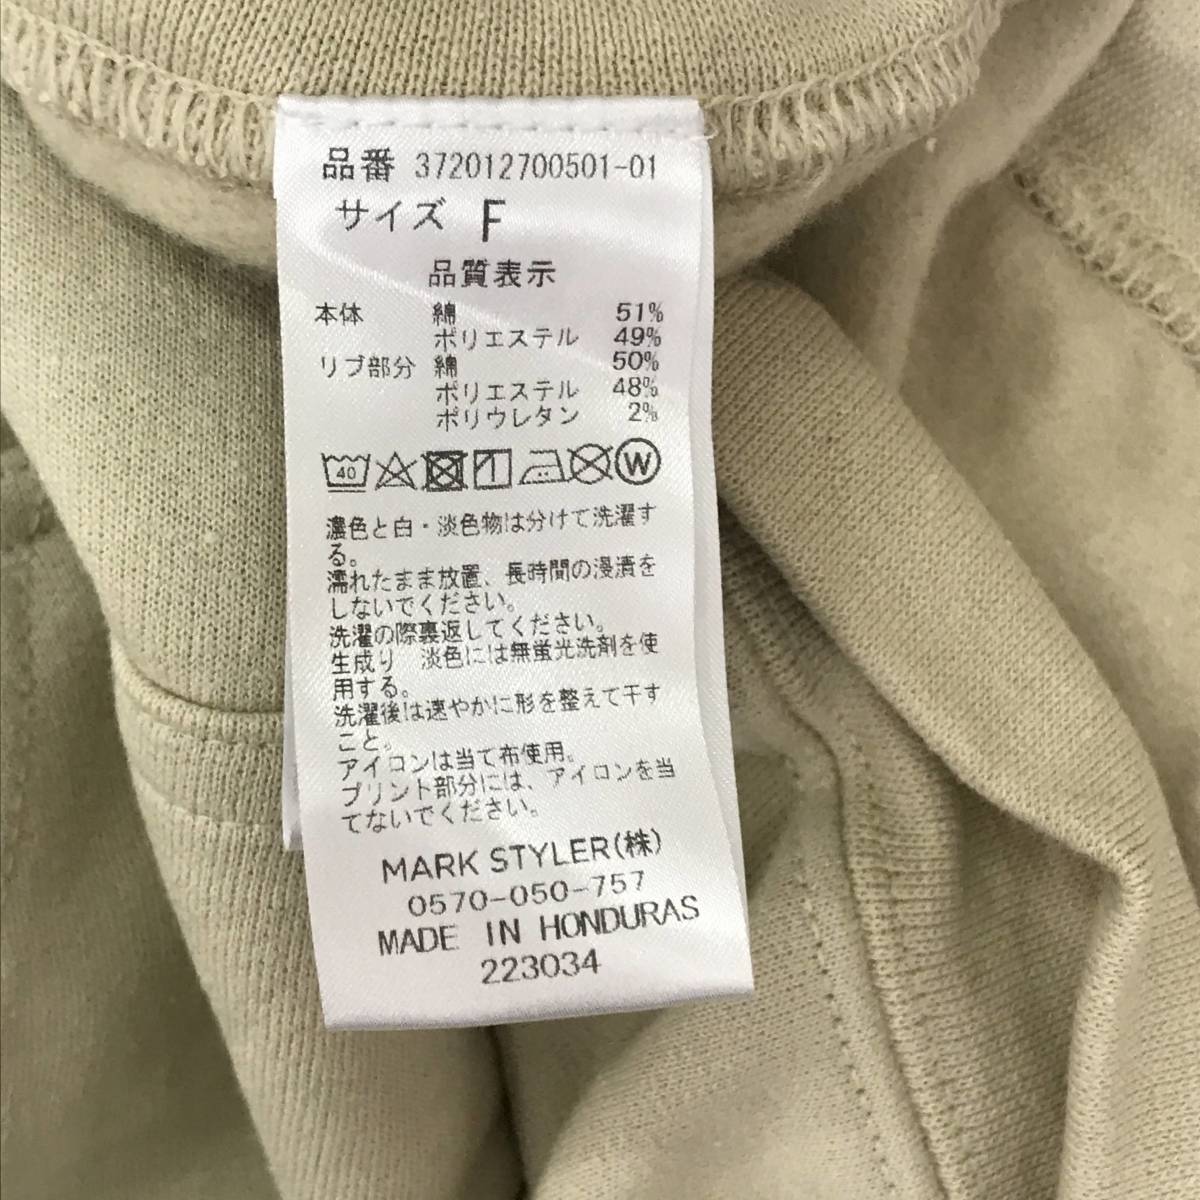 品番 372012700501-01
サイズ F
品質表示
本体 綿 51%
ポリエステル 49%
リブ部分 綿 50%
ポリエステル 48%
ポリウレタン 2%
40 W
濃色と白・淡色物は分けて洗濯す
る。
濡れたまま放置、長時間の浸漬を
しないでください。
洗濯の際裏返してください。
生成り 淡色には無蛍光洗剤を使
用する。
洗濯後は速やかに形を整えて干す
こと。
アイロンは当て布使用。
プリント部分には、アイロンを当
てないでください。
MARK STYLER(株)
0570-050-757
MADE IN HONDURAS
223034